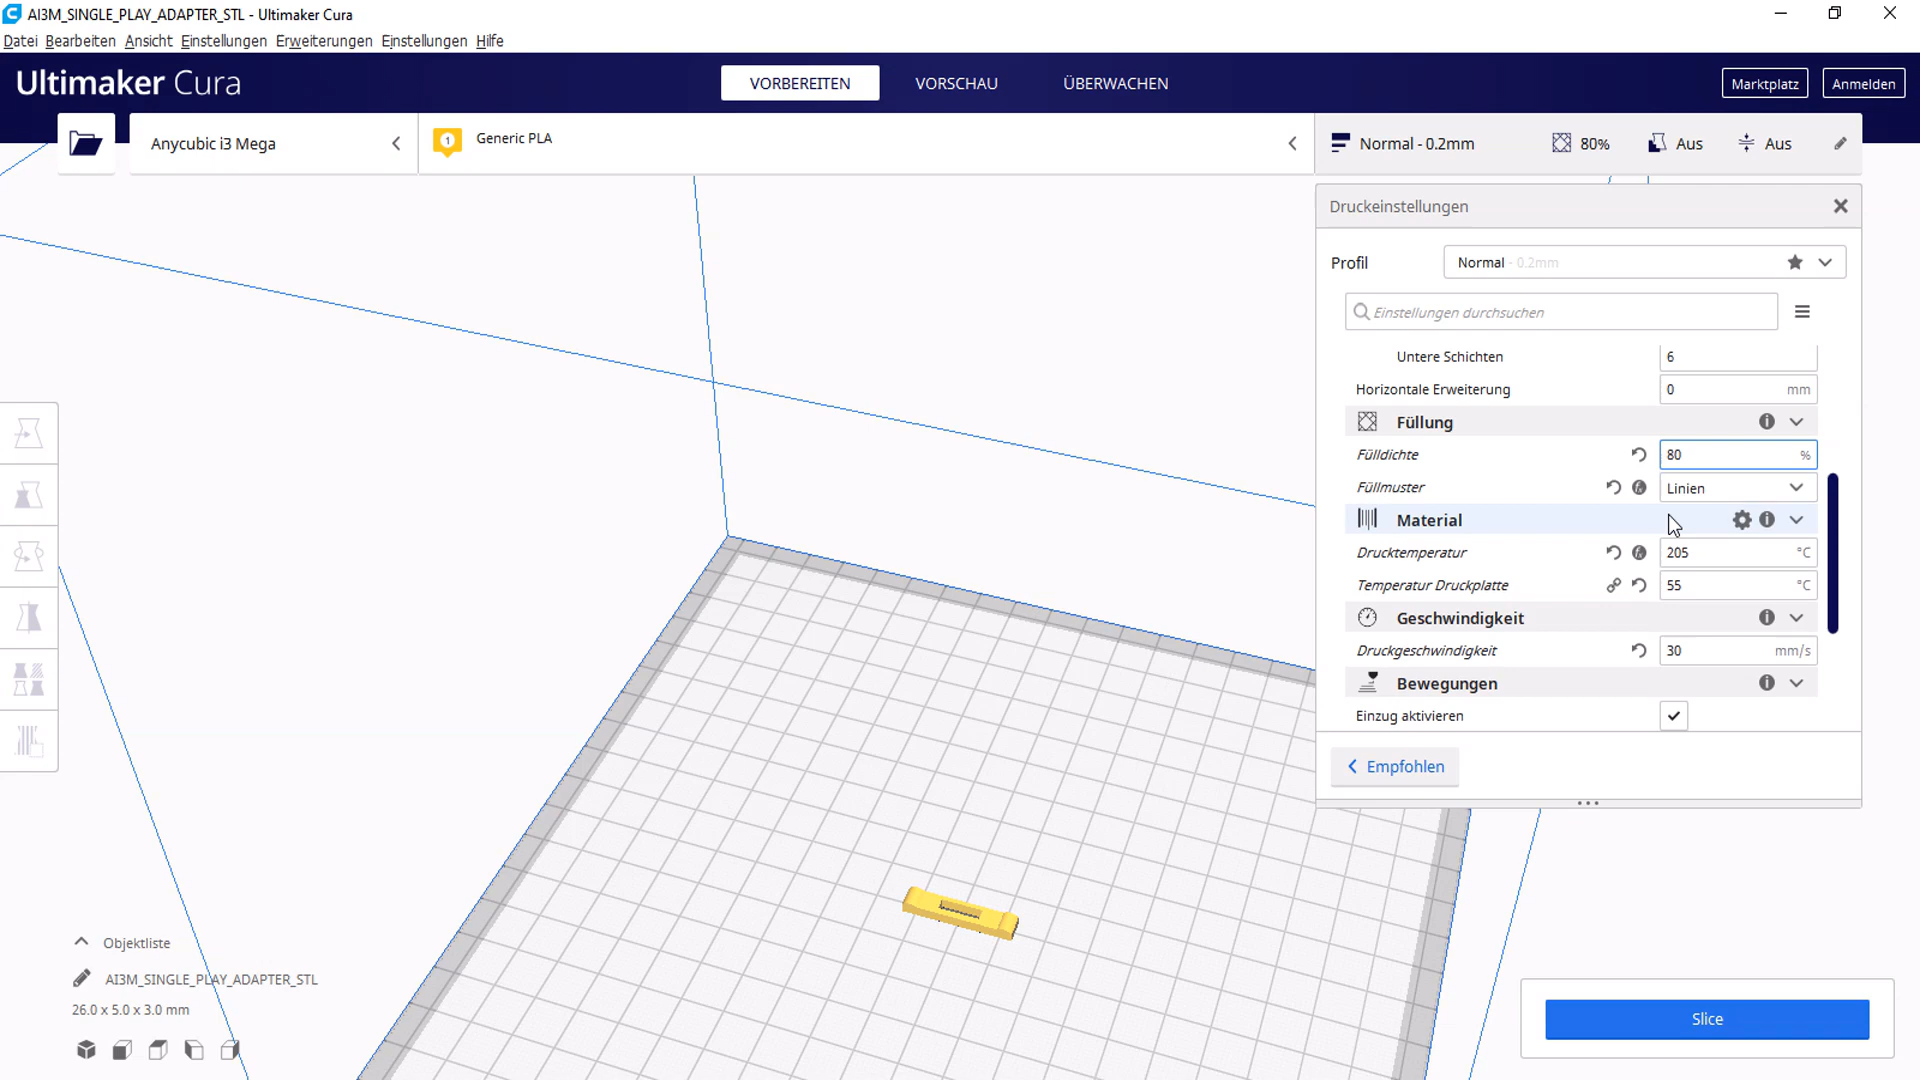 AI3M_SINGLE_PLAY_ADAPTER_STL - Ultimaker Cura
Datei Bearbeiten Ansicht Einstellungen Erweiterungen Einstellungen Hilfe
Ultimaker Cura
VORBEREITEN
VORSCHAU
ÜBERWACHEN
Marktplatz
Anmelden
Anycubic i3 Mega
1
Generic PLA
Normal - 0.2mm
80%
Aus
Aus
Druckeinstellungen
Profil
Normal - 0.2mm
Einstellungen durchsuchen
Untere Schichten 6
Horizontale Erweiterung 0 mm
Füllung
Fülldichte 80 %
Füllmuster Linien
Material
Drucktemperatur 205 °C
Temperatur Druckplatte 55 °C
Geschwindigkeit
Druckgeschwindigkeit 30 mm/s
Bewegungen
Einzug aktivieren
Empfohlen
Objektliste
AI3M_SINGLE_PLAY_ADAPTER_STL
26.0 x 5.0 x 3.0 mm
Slice